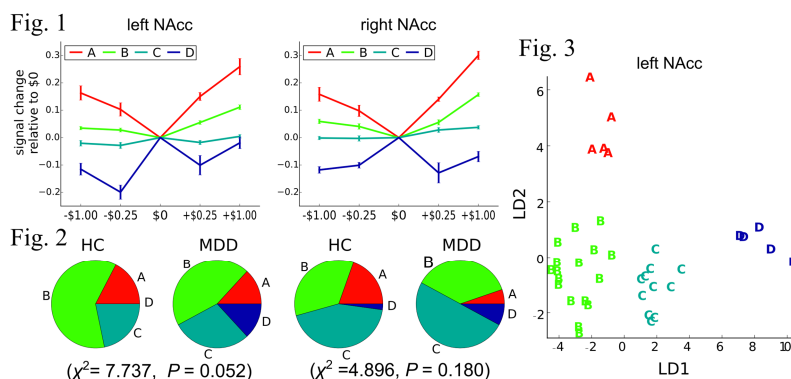 Fig. 1
left NAcc
right NAcc
Fig. 3
left NAcc
A B C D
A B C D
signal change
relative to $0
0.3
0.2
0.1
0.0
−0.1
−0.2
0.3
0.2
0.1
0.0
−0.1
−0.2
-$1.00 -$0.25 $0 +$0.25 +$1.00
-$1.00 -$0.25 $0 +$0.25 +$1.00
Fig. 2
HC
MDD
HC
MDD
A
B
C
D
A
B
C
D
A
B
C
D
A
B
C
D
(χ²= 7.737, P = 0.052)
(χ² =4.896, P = 0.180)
LD2
6
4
2
0
-2
A
A
A A A
B B B B B B B B B B B B B B B B B B
C C C C C C C C C C C
D D D D D
-4 -2 0 2 4 6 8 10
LD1